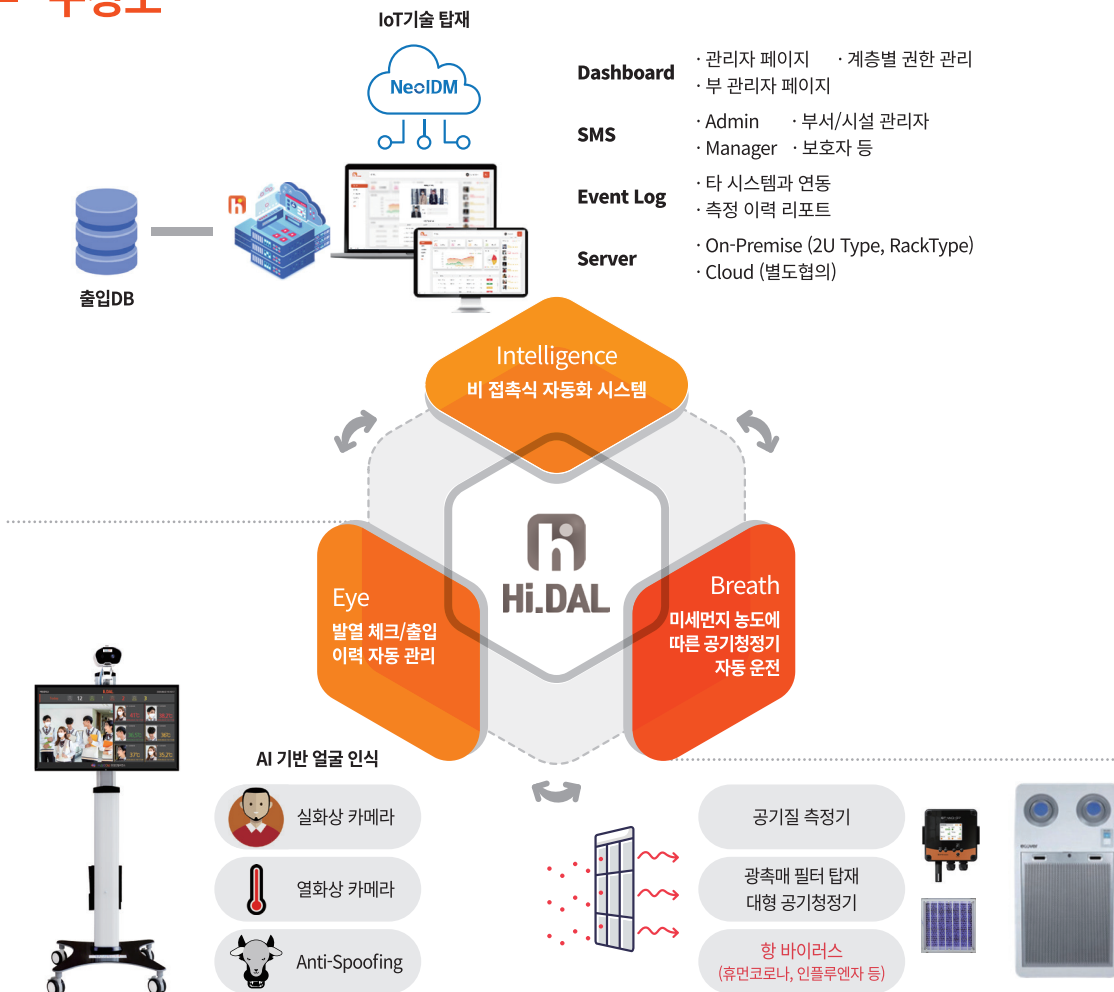 IoT기술 탑재
NeoIDM
Dashboard
· 관리자 페이지 · 계층별 권한 관리
· 부 관리자 페이지
SMS
· Admin · 부서/시설 관리자
· Manager · 보호자 등
Event Log
· 타 시스템과 연동
· 측정 이력 리포트
Server
· On-Premise (2U Type, RackType)
· Cloud (별도협의)
출입DB
Intelligence
비 접촉식 자동화 시스템
Hi.DAL
Eye
발열 체크/출입
이력 자동 관리
Breath
미세먼지 농도에
따른 공기청정기
자동 운전
AI 기반 얼굴 인식
실화상 카메라
열화상 카메라
Anti-Spoofing
공기질 측정기
광촉매 필터 탑재
대형 공기청정기
항 바이러스
(휴먼코로나, 인플루엔자 등)